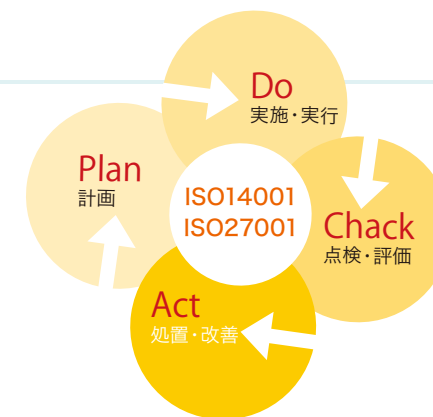 Plan
計画
Do
実施・実行
Chack
点検・評価
Act
処置・改善
ISO14001
ISO27001